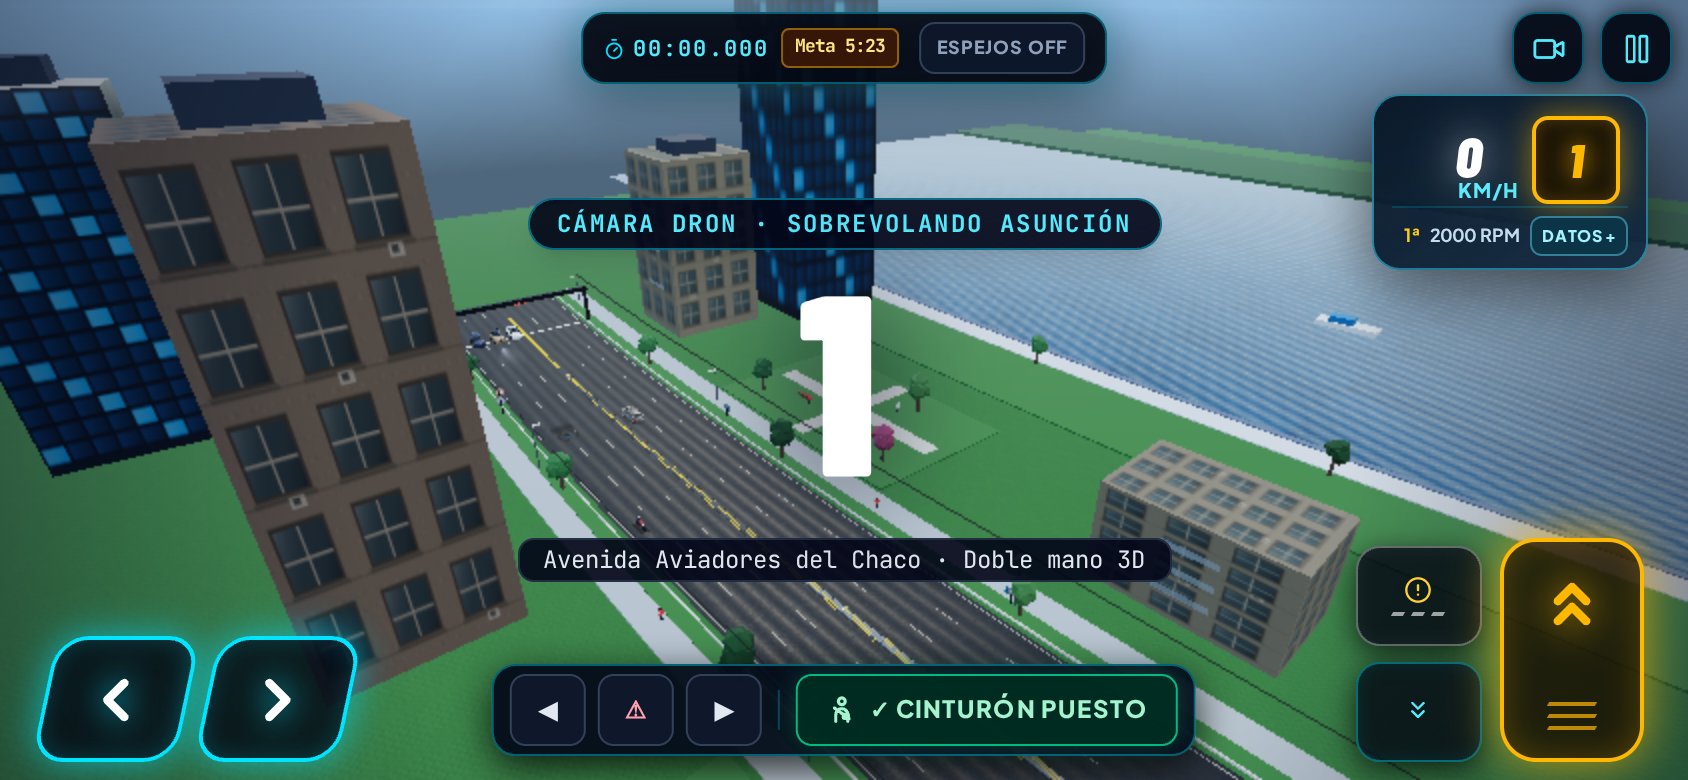 00:00.000 Meta 5:23 ESPEJOS OFF
0 1
KM/H
1ª 2000 RPM DATOS+
CÁMARA DRON · SOBREVOLANDO ASUNCIÓN
1
Avenida Aviadores del Chaco · Doble mano 3D
✓ CINTURÓN PUESTO